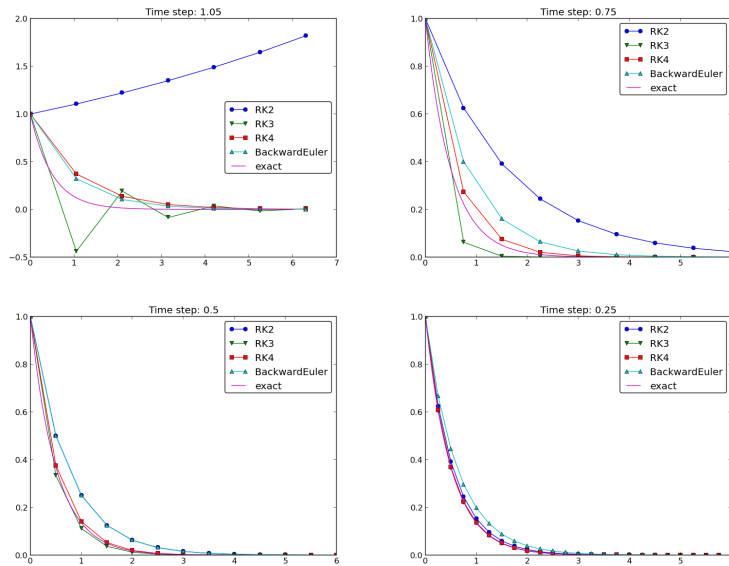 Time step: 1.05
2.0
1.5
1.0
0.5
0.0
−0.5
0 1 2 3 4 5 6 7
RK2
RK3
RK4
BackwardEuler
exact
Time step: 0.75
1.0
0.8
0.6
0.4
0.2
0.0
0 1 2 3 4 5
RK2
RK3
RK4
BackwardEuler
exact
Time step: 0.5
1.0
0.8
0.6
0.4
0.2
0.0
0 1 2 3 4 5 6
RK2
RK3
RK4
BackwardEuler
exact
Time step: 0.25
1.0
0.8
0.6
0.4
0.2
0.0
0 1 2 3 4 5
RK2
RK3
RK4
BackwardEuler
exact